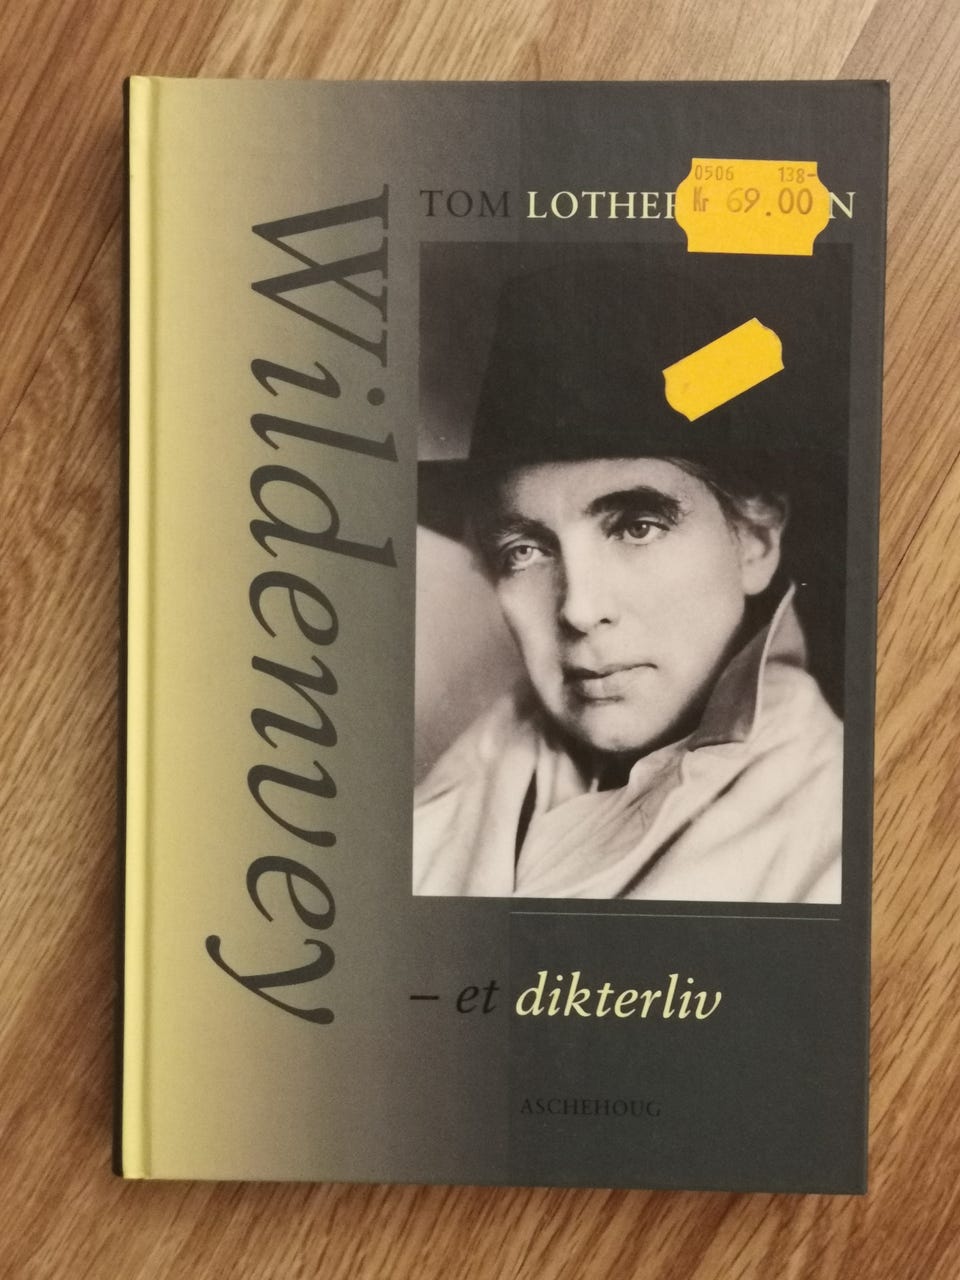 TOM LOTHER N
0506 138-
Kr 69.00
Wildenvey
– et dikterliv
ASCHEHOUG